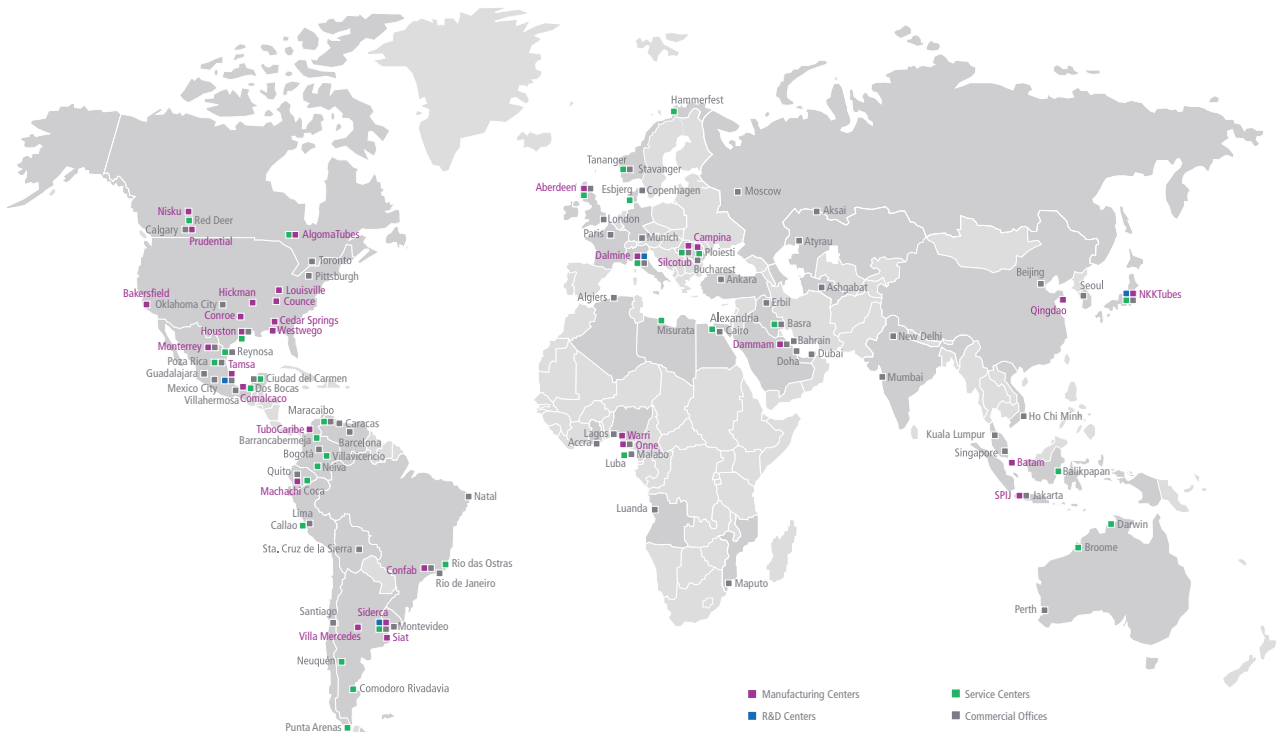 Hammerfest
Tananger
Stavanger
Aberdeen
Esbjerg
Copenhagen
Moscow
Nisku
Red Deer
Calgary
Prudential
AlgomaTubes
London
Aksai
Paris
Munich
Campina
Atyrau
Dalmine
Silcotub
Ploiesti
Bucharest
Toronto
Pittsburgh
Ankara
Ashgabat
Beijing
Seoul
Bakersfield
Hickman
Louisville
Oklahoma City
Counce
Algiers
Erbil
NKKTubes
Qingdao
Conroe
Cedar Springs
Houston
Westwego
Misurata
Alexandria
Cairo
Basra
New Delhi
Monterrey
Reynosa
Dammam
Bahrain
Doha
Dubai
Poza Rica
Tamsa
Guadalajara
Ciudad del Carmen
Mexico City
Dos Bocas
Villahermosa
Comalcaco
Mumbai
Maracaibo
Caracas
Ho Chi Minh
TuboCaribe
Barrancabermeja
Barcelona
Lagos
Warri
Accra
Onne
Kuala Lumpur
Bogotá
Villavicencio
Malabo
Luba
Singapore
Neiva
Batam
Balikpapan
Quito
Machachi
Coca
Natal
SPIJ
Jakarta
Lima
Callao
Luanda
Darwin
Sta. Cruz de la Sierra
Broome
Confab
Rio das Ostras
Rio de Janeiro
Maputo
Santiago
Siderca
Perth
Montevideo
Villa Mercedes
Siat
Neuquén
Comodoro Rivadavia
Punta Arenas
Manufacturing Centers
Service Centers
R&D Centers
Commercial Offices